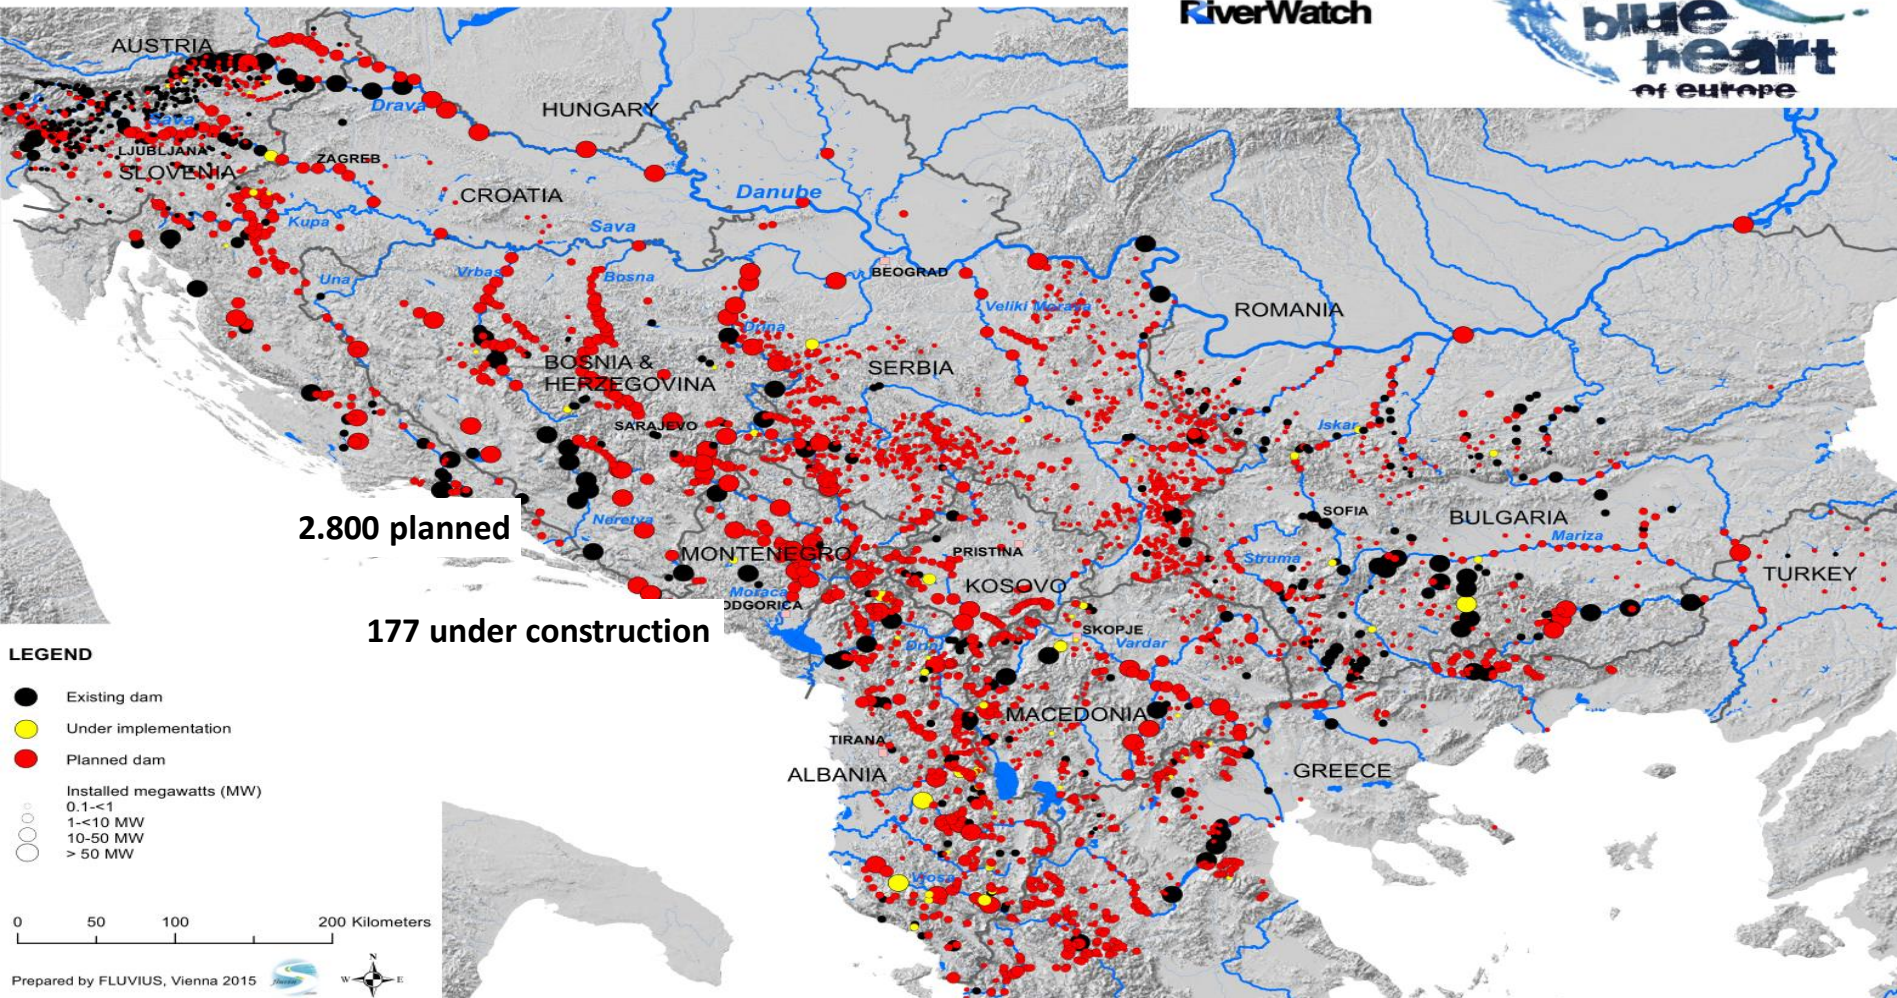 RiverWatch
blue
heart
of europe
AUSTRIA
HUNGARY
Drava
Sava
LJUBLJANA
SLOVENIA
ZAGREB
CROATIA
Danube
Kupa
Sava
Una
Vrbas
Bosna
BEOGRAD
Veliki Morava
ROMANIA
Drina
BOSNIA &
HERZEGOVINA
SERBIA
SARAJEVO
Iskar
2.800 planned
Neretva
SOFIA
BULGARIA
Mariza
MONTENEGRO
PRISTINA
KOSOVO
Struma
TURKEY
Moraca
ODGORICA
177 under construction
SKOPJE
Vardar
Drin
MACEDONIA
TIRANA
ALBANIA
GREECE
Vjosa
LEGEND
Existing dam
Under implementation
Planned dam
Installed megawatts (MW)
0.1-<1
1-<10 MW
10-50 MW
> 50 MW
0 50 100 200 Kilometers
Prepared by FLUVIUS, Vienna 2015
N
W E